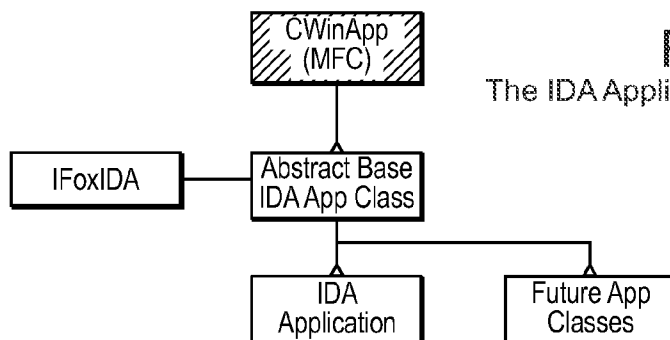 CWinApp
(MFC)
The IDA Appli
IFoxIDA
Abstract Base
IDA App Class
IDA
Application
Future App
Classes